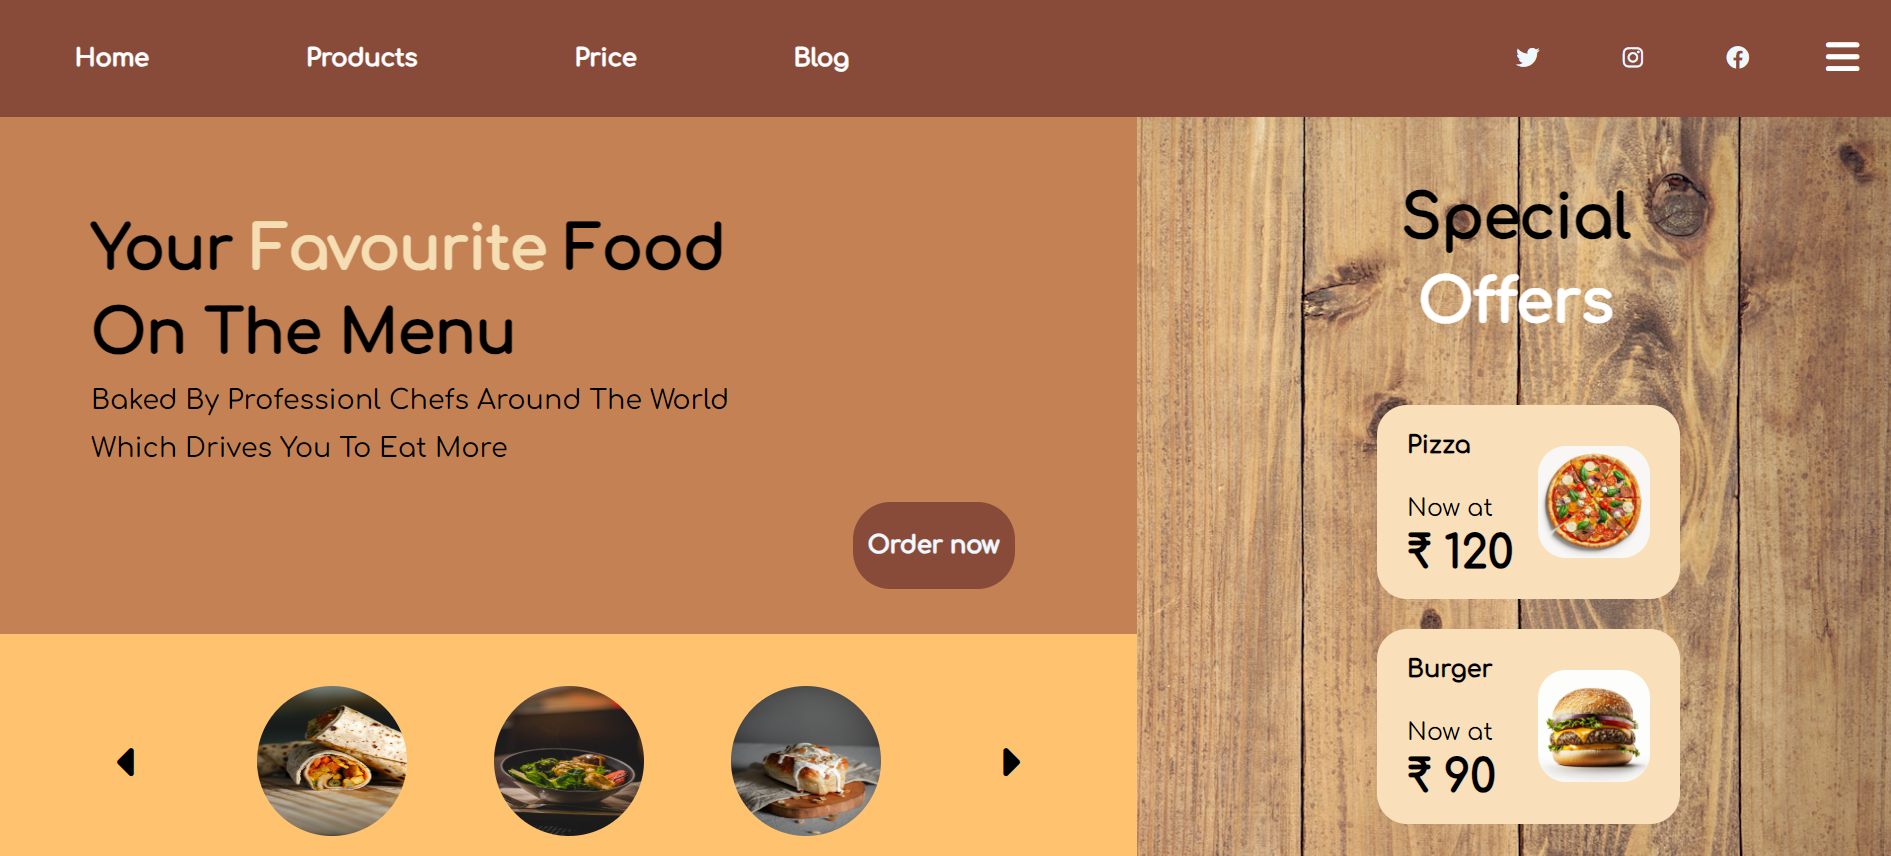 Home Products Price Blog
Your Favourite Food
On The Menu
Baked By Professionl Chefs Around The World
Which Drives You To Eat More
Order now
Special
Offers
Pizza
Now at
₹ 120
Burger
Now at
₹ 90